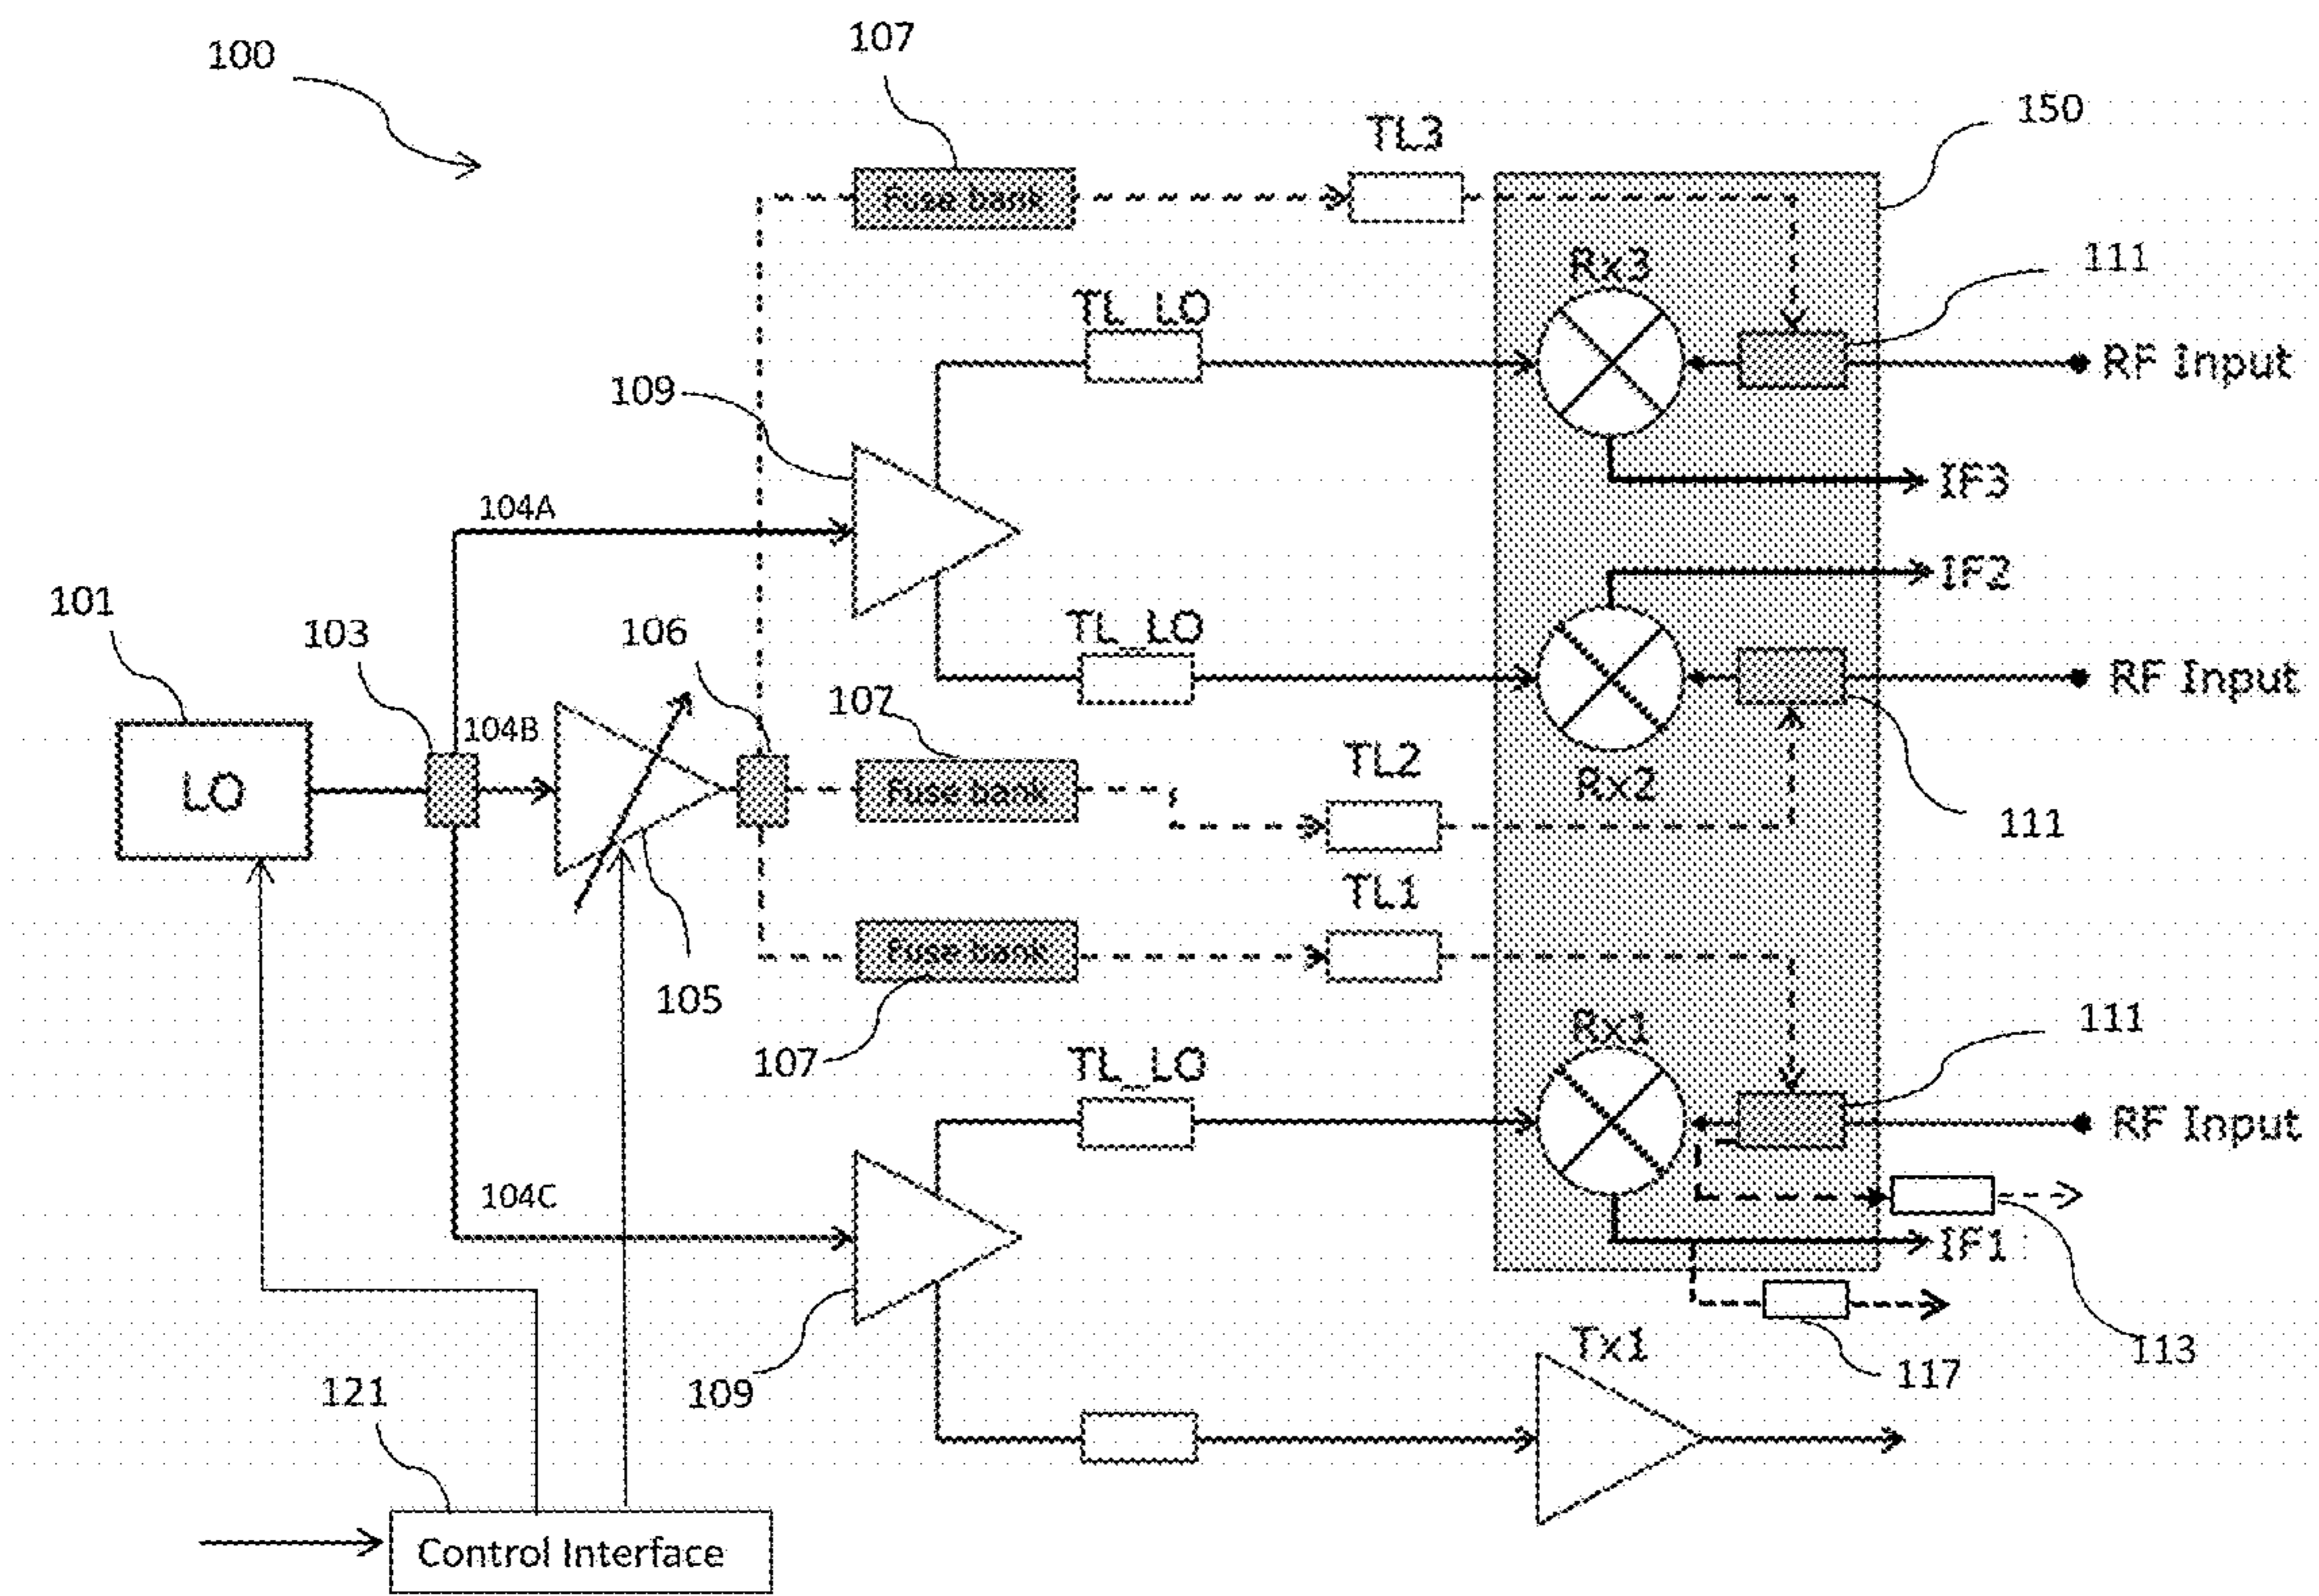 107
100
150
TL3
Fuse bank
Rx3
111
TL_LO
RF Input
109
IF3
104A
IF2
101
103
106
TL_LO
107
RF Input
104B
LO
Fuse bank
TL2
Rx2
111
TL1
Fuse bank
105
107
Rx1
111
TL_LO
RF Input
104C
IF1
Tx1
113
117
109
121
Control Interface